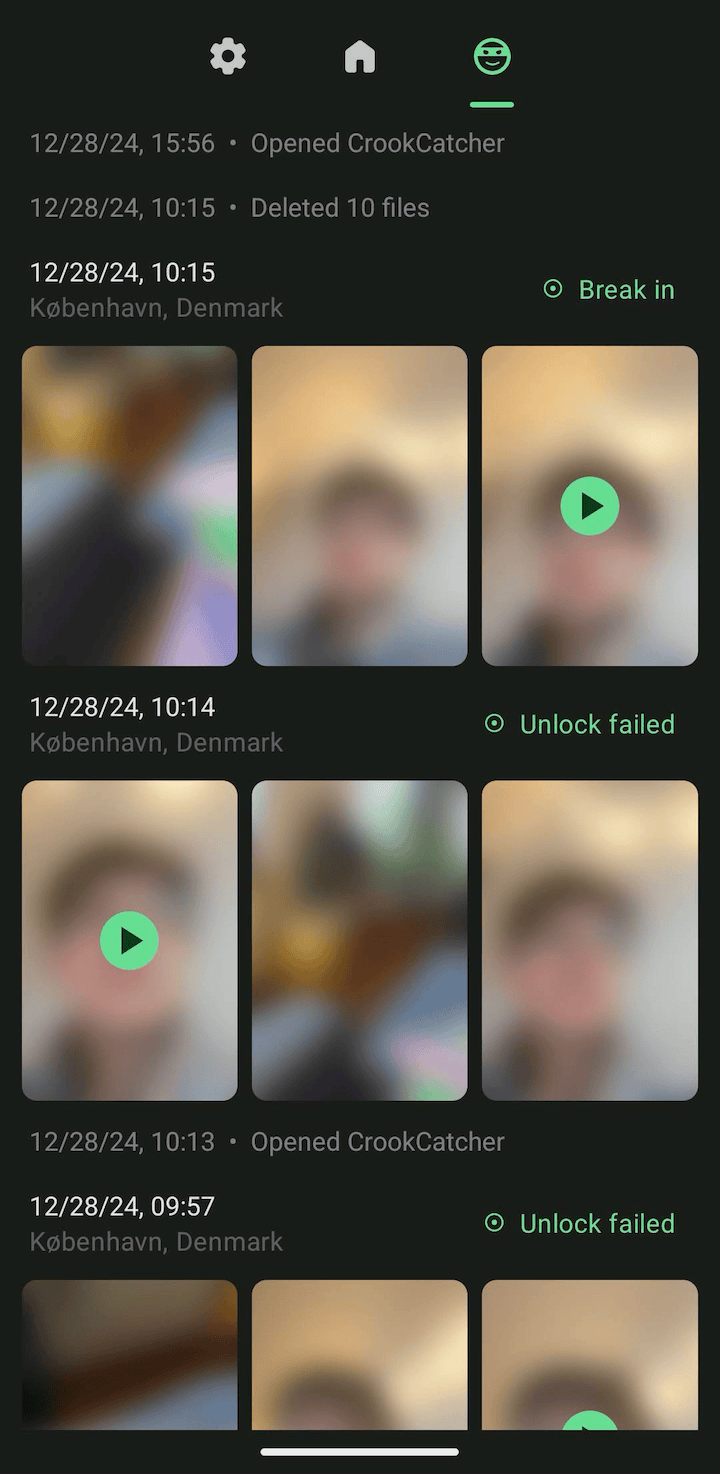 12/28/24, 15:56 • Opened CrookCatcher
12/28/24, 10:15 • Deleted 10 files
12/28/24, 10:15
København, Denmark
Break in
12/28/24, 10:14
København, Denmark
Unlock failed
12/28/24, 10:13 • Opened CrookCatcher
12/28/24, 09:57
København, Denmark
Unlock failed